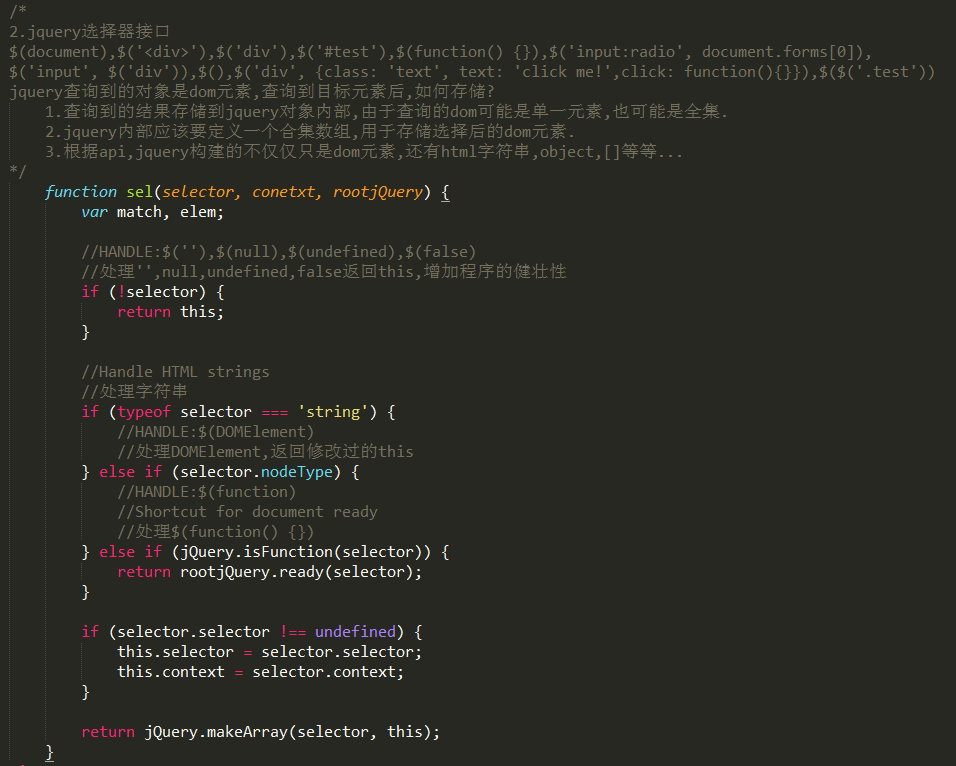 /*
2.jquery选择器接口
$(document),$('<div>'),$('div'),$('#test'),$(function() {}),$('input:radio', document.forms[0]),
$('input', $('div')),$(),$('div', {class: 'text', text: 'click me!',click: function(){}}),$($('.test'))
jquery查询到的对象是dom元素,查询到目标元素后,如何存储?
    1.查询到的结果存储到jquery对象内部,由于查询的dom可能是单一元素,也可能是全集.
    2.jquery内部应该要定义一个合集数组,用于存储选择后的dom元素.
    3.根据api,jquery构建的不仅仅只是dom元素,还有html字符串,object,[]等等...
*/
    function sel(selector, conetxt, rootjQuery) {
        var match, elem;

        //HANDLE:$(''),$(null),$(undefined),$(false)
        //处理'',null,undefined,false返回this,增加程序的健壮性
        if (!selector) {
            return this;
        }

        //Handle HTML strings
        //处理字符串
        if (typeof selector === 'string') {
            //HANDLE:$(DOMElement)
            //处理DOMElement,返回修改过的this
        } else if (selector.nodeType) {
            //HANDLE:$(function)
            //Shortcut for document ready
            //处理$(function() {})
        } else if (jQuery.isFunction(selector)) {
            return rootjQuery.ready(selector);
        }

        if (selector.selector !== undefined) {
            this.selector = selector.selector;
            this.context = selector.context;
        }

        return jQuery.makeArray(selector, this);
    }